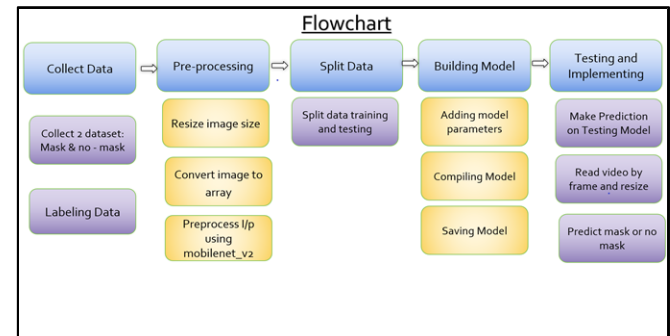 Flowchart
Collect Data
Pre-processing
Split Data
Building Model
Testing and
Implementing
Collect 2 dataset:
Mask & no - mask
Labeling Data
Resize image size
Convert image to
array
Preprocess I/p
using
mobilenet_v2
Split data training
and testing
Adding model
parameters
Compiling Model
Saving Model
Make Prediction
on Testing Model
Read video by
frame and resize
Predict mask or no
mask